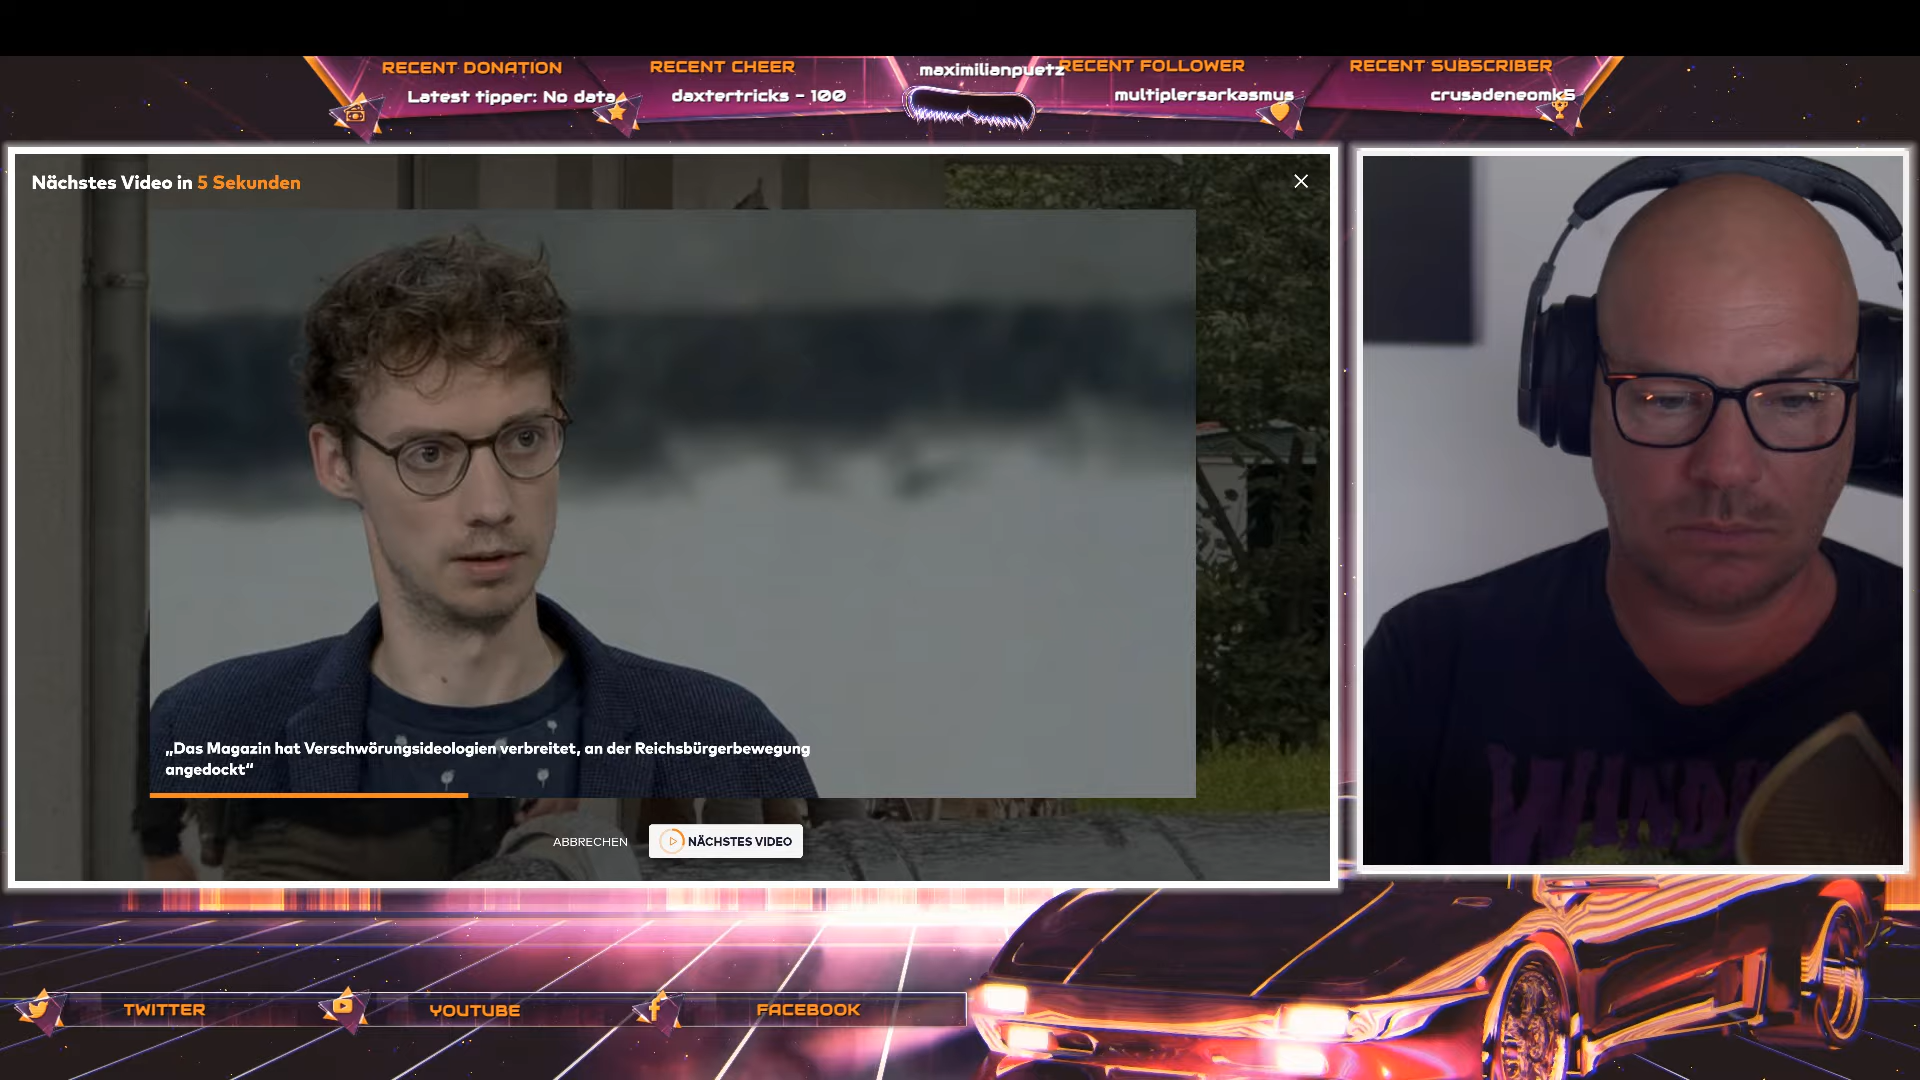 RECENT DONATION
Latest tipper: No data
RECENT CHEER
daxtertricks - 100
maximilianpuetz
RECENT FOLLOWER
multiplersarkasmus
RECENT SUBSCRIBER
crusadeneomk5
Nächstes Video in 5 Sekunden
„Das Magazin hat Verschwörungsideologien verbreitet, an der Reichsbürgerbewegung
angedockt“
ABBRECHEN
NÄCHSTES VIDEO
TWITTER
YOUTUBE
FACEBOOK